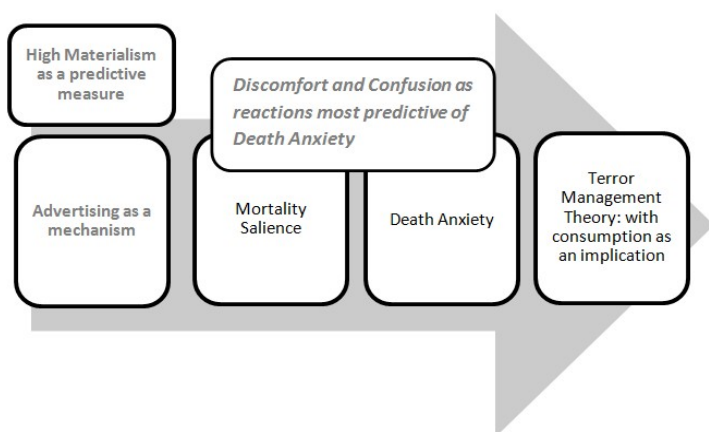 High Materialism
as a predictive
measure
Discomfort and Confusion as
reactions most predictive of
Death Anxiety
Advertising as a
mechanism
Mortality
Salience
Death Anxiety
Terror
Management
Theory: with
consumption as
an implication